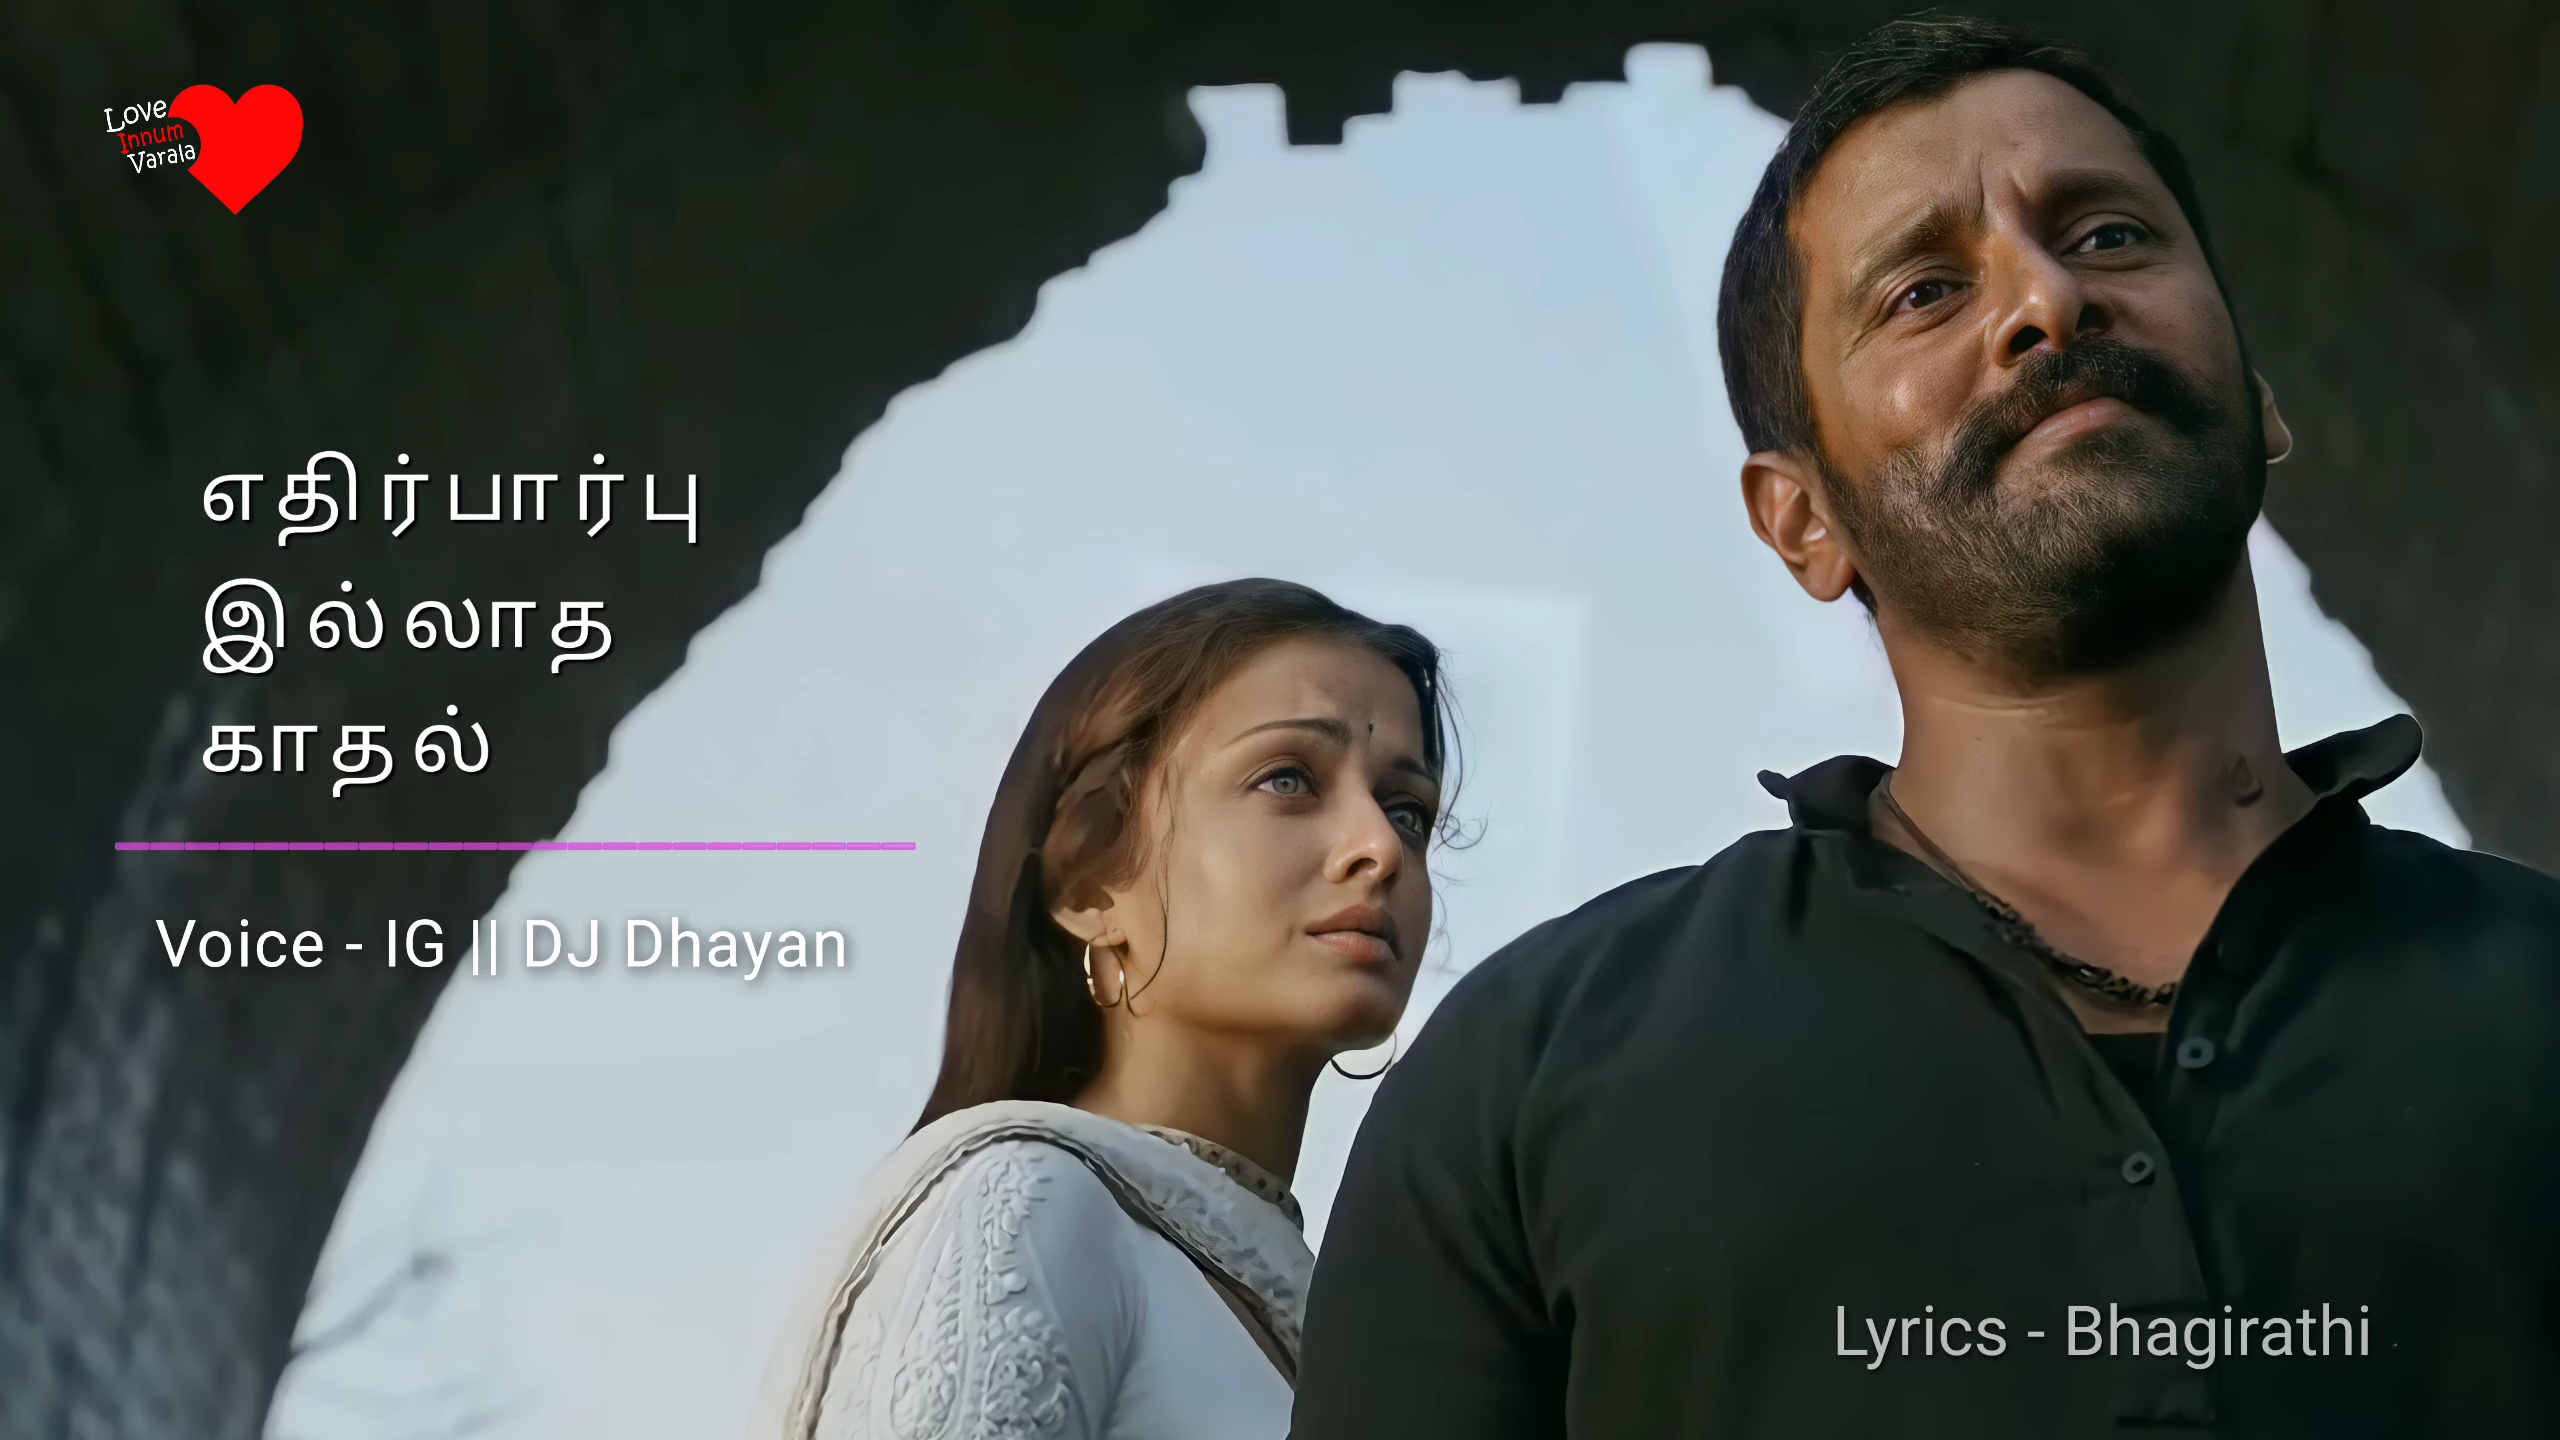 Love
Innum
Varala
எதிர்பார்பு
இல்லாத
காதல்
Voice - IG || DJ Dhayan
Lyrics - Bhagirathi